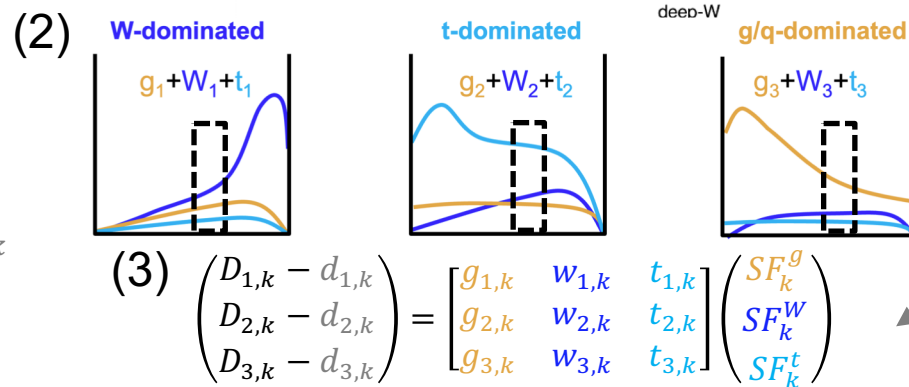 deep-W
(2) W-dominated t-dominated g/q-dominated
g₁+W₁+t₁ g₂+W₂+t₂ g₃+W₃+t₃
k
(3)
D₁,ₖ − d₁,ₖ g₁,ₖ w₁,ₖ t₁,ₖ SFₖᵍ
D₂,ₖ − d₂,ₖ = g₂,ₖ w₂,ₖ t₂,ₖ SFₖᵂ
D₃,ₖ − d₃,ₖ g₃,ₖ w₃,ₖ t₃,ₖ SFₖᵗ